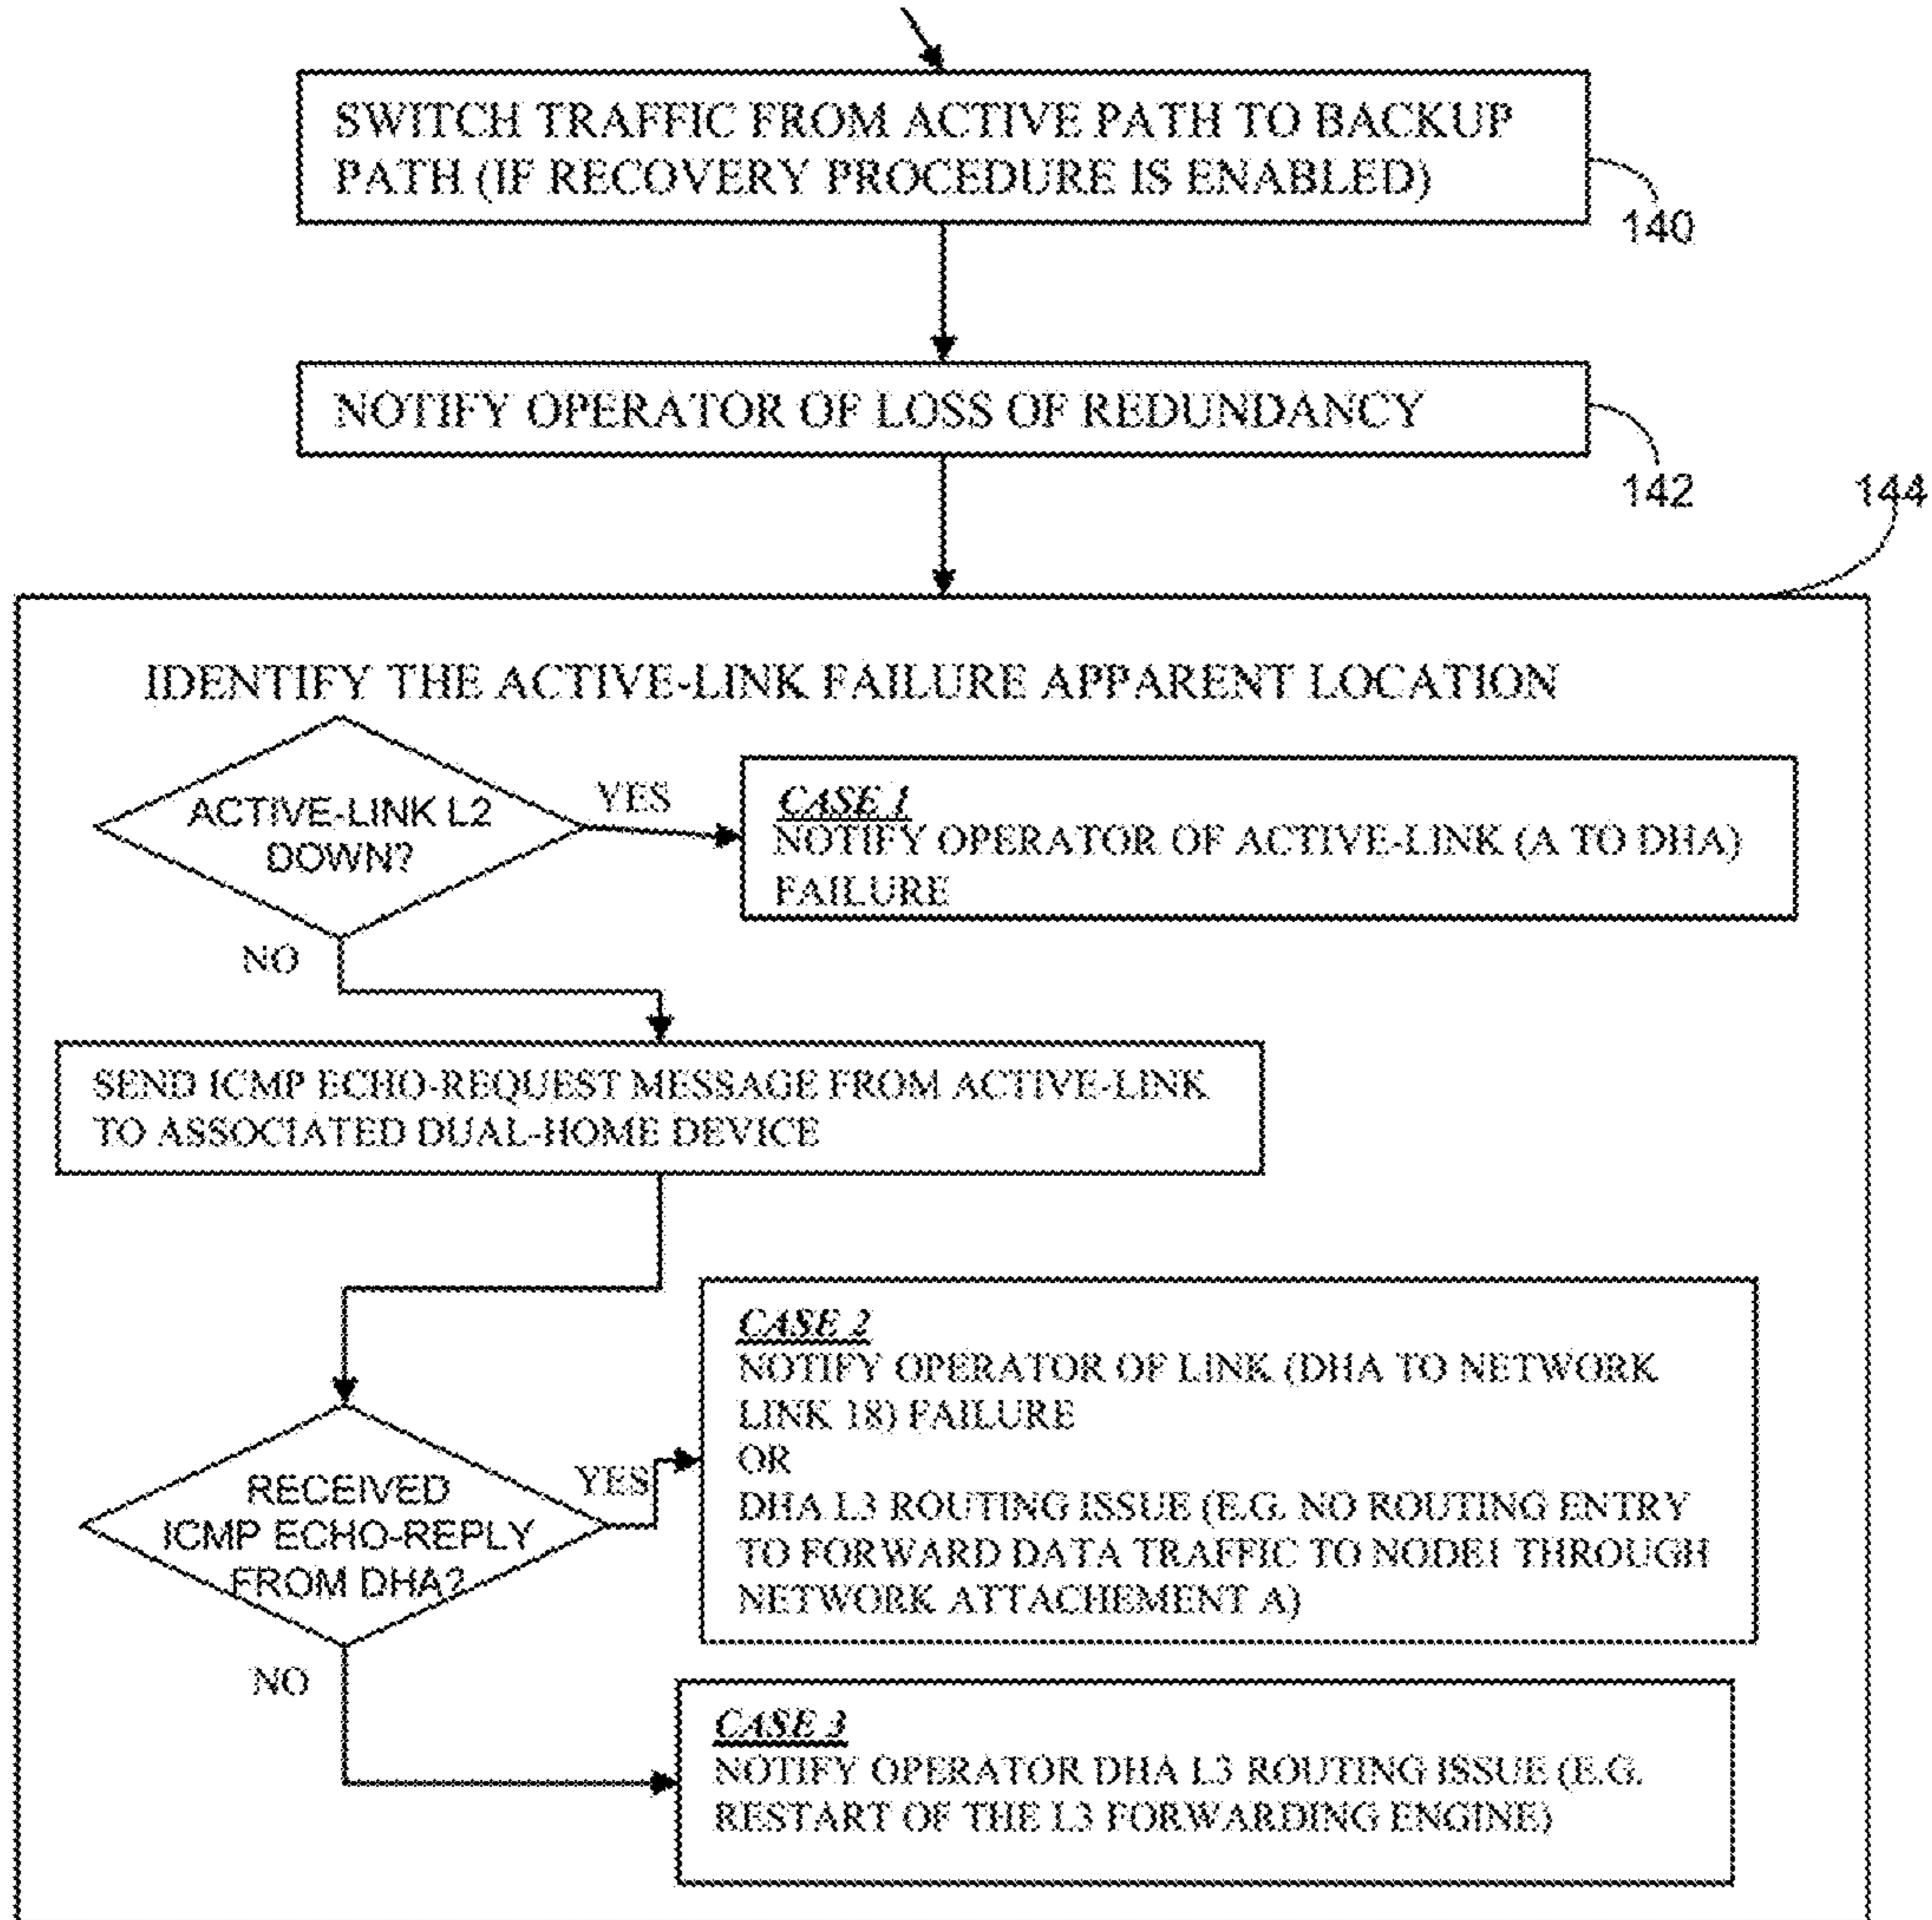 SWITCH TRAFFIC FROM ACTIVE PATH TO BACKUP
PATH (IF RECOVERY PROCEDURE IS ENABLED)
140
NOTIFY OPERATOR OF LOSS OF REDUNDANCY
142
144
IDENTIFY THE ACTIVE-LINK FAILURE APPARENT LOCATION
ACTIVE-LINK L2
DOWN?
YES
CASE 1
NOTIFY OPERATOR OF ACTIVE-LINK (A TO DHA)
FAILURE
NO
SEND ICMP ECHO-REQUEST MESSAGE FROM ACTIVE-LINK
TO ASSOCIATED DUAL-HOME DEVICE
RECEIVED
ICMP ECHO-REPLY
FROM DHA?
YES
CASE 2
NOTIFY OPERATOR OF LINK (DHA TO NETWORK
LINK 18) FAILURE
OR
DHA L3 ROUTING ISSUE (E.G. NO ROUTING ENTRY
TO FORWARD DATA TRAFFIC TO NODE1 THROUGH
NETWORK ATTACHEMENT A)
NO
CASE 3
NOTIFY OPERATOR DHA L3 ROUTING ISSUE (E.G.
RESTART OF THE L3 FORWARDING ENGINE)